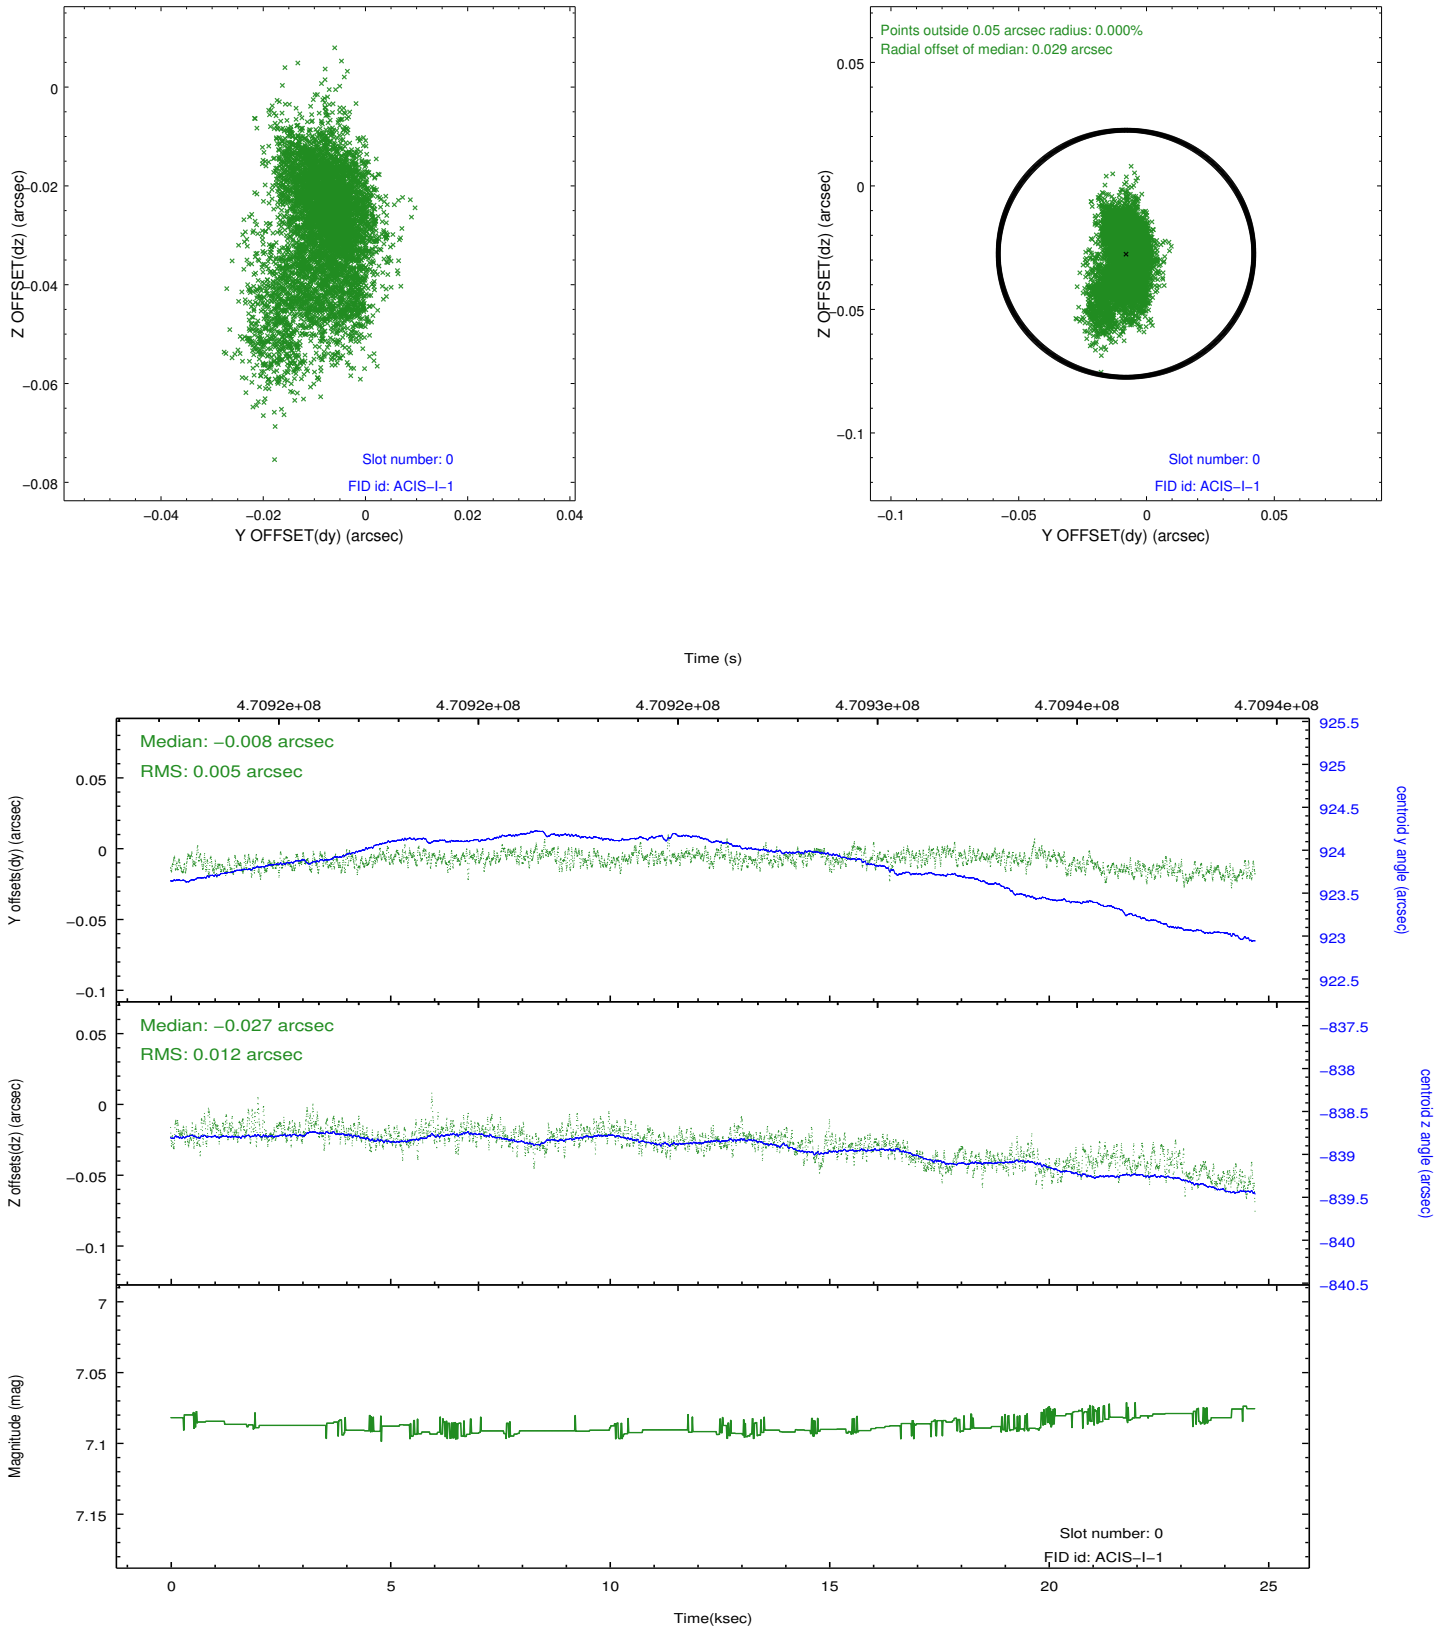 0
−0.02
−0.04
−0.06
−0.08
Z OFFSET(dz) (arcsec)
Slot number: 0
FID id: ACIS−I−1
−0.04
−0.02
0
0.02
0.04
Y OFFSET(dy) (arcsec)
Points outside 0.05 arcsec radius: 0.000%
Radial offset of median: 0.029 arcsec
0.05
0
−0.05
−0.1
Z OFFSET(dz) (arcsec)
Slot number: 0
FID id: ACIS−I−1
−0.1
−0.05
0
0.05
Y OFFSET(dy) (arcsec)
Time (s)
4.7092e+08
4.7092e+08
4.7092e+08
4.7093e+08
4.7094e+08
4.7094e+08
Median: −0.008 arcsec
RMS: 0.005 arcsec
0.05
0
−0.05
−0.1
Y offsets(dy) (arcsec)
925.5
925
924.5
924
923.5
923
922.5
centroid y angle (arcsec)
Median: −0.027 arcsec
RMS: 0.012 arcsec
0.05
0
−0.05
−0.1
Z offsets(dz) (arcsec)
−837.5
−838
−838.5
−839
−839.5
−840
−840.5
centroid z angle (arcsec)
7
7.05
7.1
7.15
Magnitude (mag)
Slot number: 0
FID id: ACIS−I−1
0
5
10
15
20
25
Time(ksec)